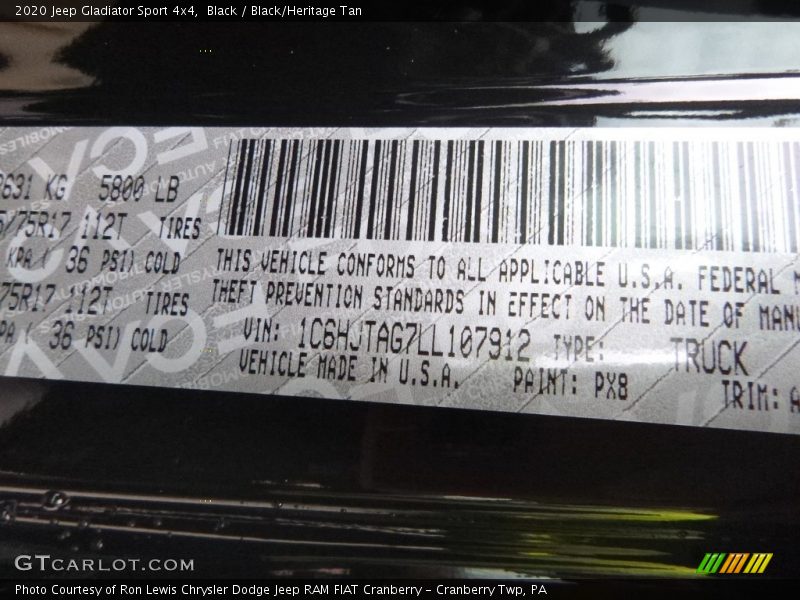 2020 Jeep Gladiator Sport 4x4,  Black / Black/Heritage Tan
631 KG 5800 LB
/75R17 112T TIRES
KPA ( 36 PSI) COLD
75R17 112T TIRES
PA ( 36 PSI) COLD
THIS VEHICLE CONFORMS TO ALL APPLICABLE U.S.A. FEDERAL
THEFT PREVENTION STANDARDS IN EFFECT ON THE DATE OF
VIN: 1C6HJTAG7LL107912 TYPE: TRUCK
VEHICLE MADE IN U.S.A. PAINT: PX8 TRIM:
GTCARLOT.COM
Photo Courtesy of Ron Lewis Chrysler Dodge Jeep RAM FIAT Cranberry - Cranberry Twp, PA